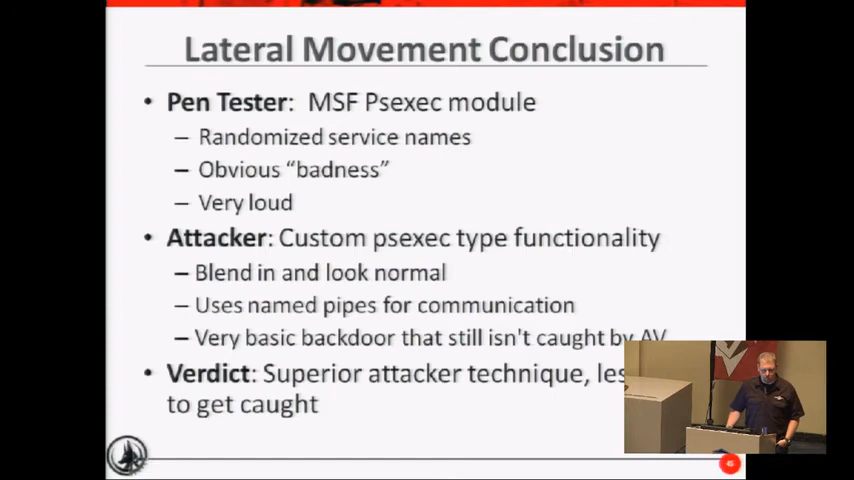 Lateral Movement Conclusion
• Pen Tester: MSF Psexec module
– Randomized service names
– Obvious “badness”
– Very loud
• Attacker: Custom psexec type functionality
– Blend in and look normal
– Uses named pipes for communication
– Very basic backdoor that still isn't caught by AV
• Verdict: Superior attacker technique,
to get caught